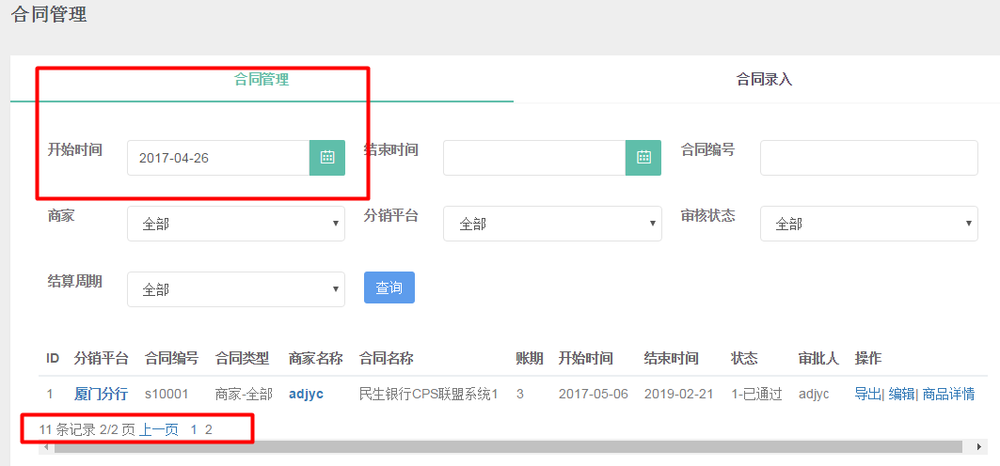 合同管理
合同管理 合同录入
开始时间 2017-04-26 结束时间 合同编号
商家 全部 分销平台 全部 审核状态 全部
结算周期 全部 查询
ID 分销平台 合同编号 合同类型 商家名称 合同名称 账期 开始时间 结束时间 状态 审批人 操作
1 厦门分行 s10001 商家-全部 adjyc 民生银行CPS联盟系统1 3 2017-05-06 2019-02-21 1-已通过 adjyc 导出| 编辑| 商品详情
11 条记录 2/2 页 上一页 1 2